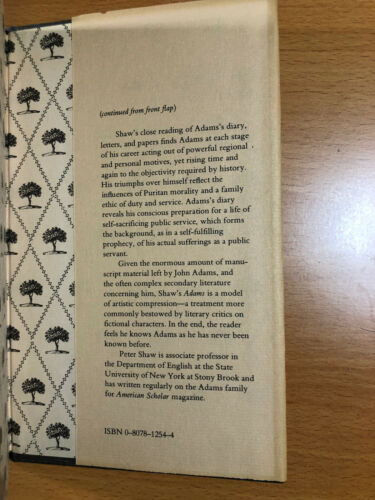 (continued from front flap)
Shaw's close reading of Adams's diary,
letters, and papers finds Adams at each stage
of his career acting out of powerful regional
and personal motives, yet rising time and
again to the objectivity required by history.
His triumphs over himself reflect the
influences of Puritan morality and a family
ethic of duty and service. Adams's diary
reveals his conscious preparation for a life of
self-sacrificing public service, which forms
the background, as in a self-fulfilling
prophecy, of his actual sufferings as a public
servant.
Given the enormous amount of manu-
script material left by John Adams, and
the often complex secondary literature
concerning him, Shaw's Adams is a model
of artistic compression—a treatment more
commonly bestowed by literary critics on
fictional characters. In the end, the reader
feels he knows Adams as he has never been
known before.
Peter Shaw is associate professor in
the Department of English at the State
University of New York at Stony Brook and
has written regularly on the Adams family
for American Scholar magazine.
ISBN 0-8078-1254-4